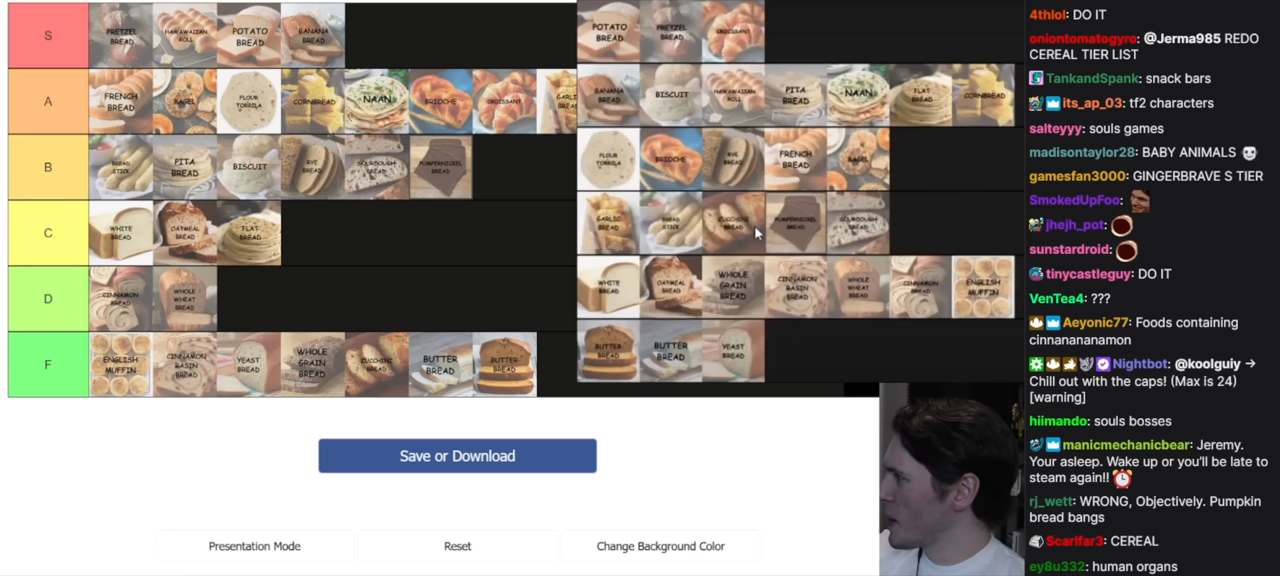 S
PRETZEL BREAD
HAWAIIAN ROLL
POTATO BREAD
BANANA BREAD
A
FRENCH BREAD
BAGEL
FLOUR TORTILLA
CORNBREAD
NAAN
BRIOCHE
CROISSANT
GARLIC
B
BREAD STICK
PITA BREAD
BISCUIT
RYE BREAD
SOURDOUGH BREAD
PUMPERNICKEL BREAD
C
WHITE BREAD
OATMEAL BREAD
FLAT BREAD
D
CINNAMON BREAD
WHOLE WHEAT BREAD
F
ENGLISH MUFFIN
CINNAMON RASIN BREAD
YEAST BREAD
WHOLE GRAIN BREAD
ZUCCHINI BREAD
BUTTER BREAD
BUTTER BREAD
POTATO BREAD
PRETZEL BREAD
CROISSANT
BANANA BREAD
BISCUIT
HAWAIIAN ROLL
PITA BREAD
NAAN
FLAT BREAD
CORNBREAD
FLOUR TORTILLA
BRIOCHE
RYE BREAD
FRENCH BREAD
BAGEL
GARLIC BREAD
BREAD STICK
ZUCCHINI BREAD
PUMPERNICKEL BREAD
SOURDOUGH BREAD
WHITE BREAD
OATMEAL BREAD
WHOLE GRAIN BREAD
CINNAMON RASIN BREAD
WHOLE WHEAT BREAD
CINNAMON BREAD
ENGLISH MUFFIN
BUTTER BREAD
BUTTER BREAD
YEAST BREAD
Save or Download
Presentation Mode
Reset
Change Background Color
4thlol: DO IT
oniontomatogyro: @Jerma985 REDO
CEREAL TIER LIST
TankandSpank: snack bars
its_ap_03: tf2 characters
salteyyy: souls games
madisontaylor28: BABY ANIMALS
gamesfan3000: GINGERBRAVE S TIER
SmokedUpFoo:
jhejh_pot:
sunstardroid:
tinycastleguy: DO IT
VenTea4: ???
Aeyonic77: Foods containing
cinnanananamon
Nightbot: @koolguiy →
Chill out with the caps! (Max is 24)
[warning]
hiimando: souls bosses
manicmechanicbear: Jeremy.
Your asleep. Wake up or you'll be late to
steam again!!
rj_wett: WRONG, Objectively. Pumpkin
bread bangs
Scarifar3: CEREAL
ey8u332: human organs